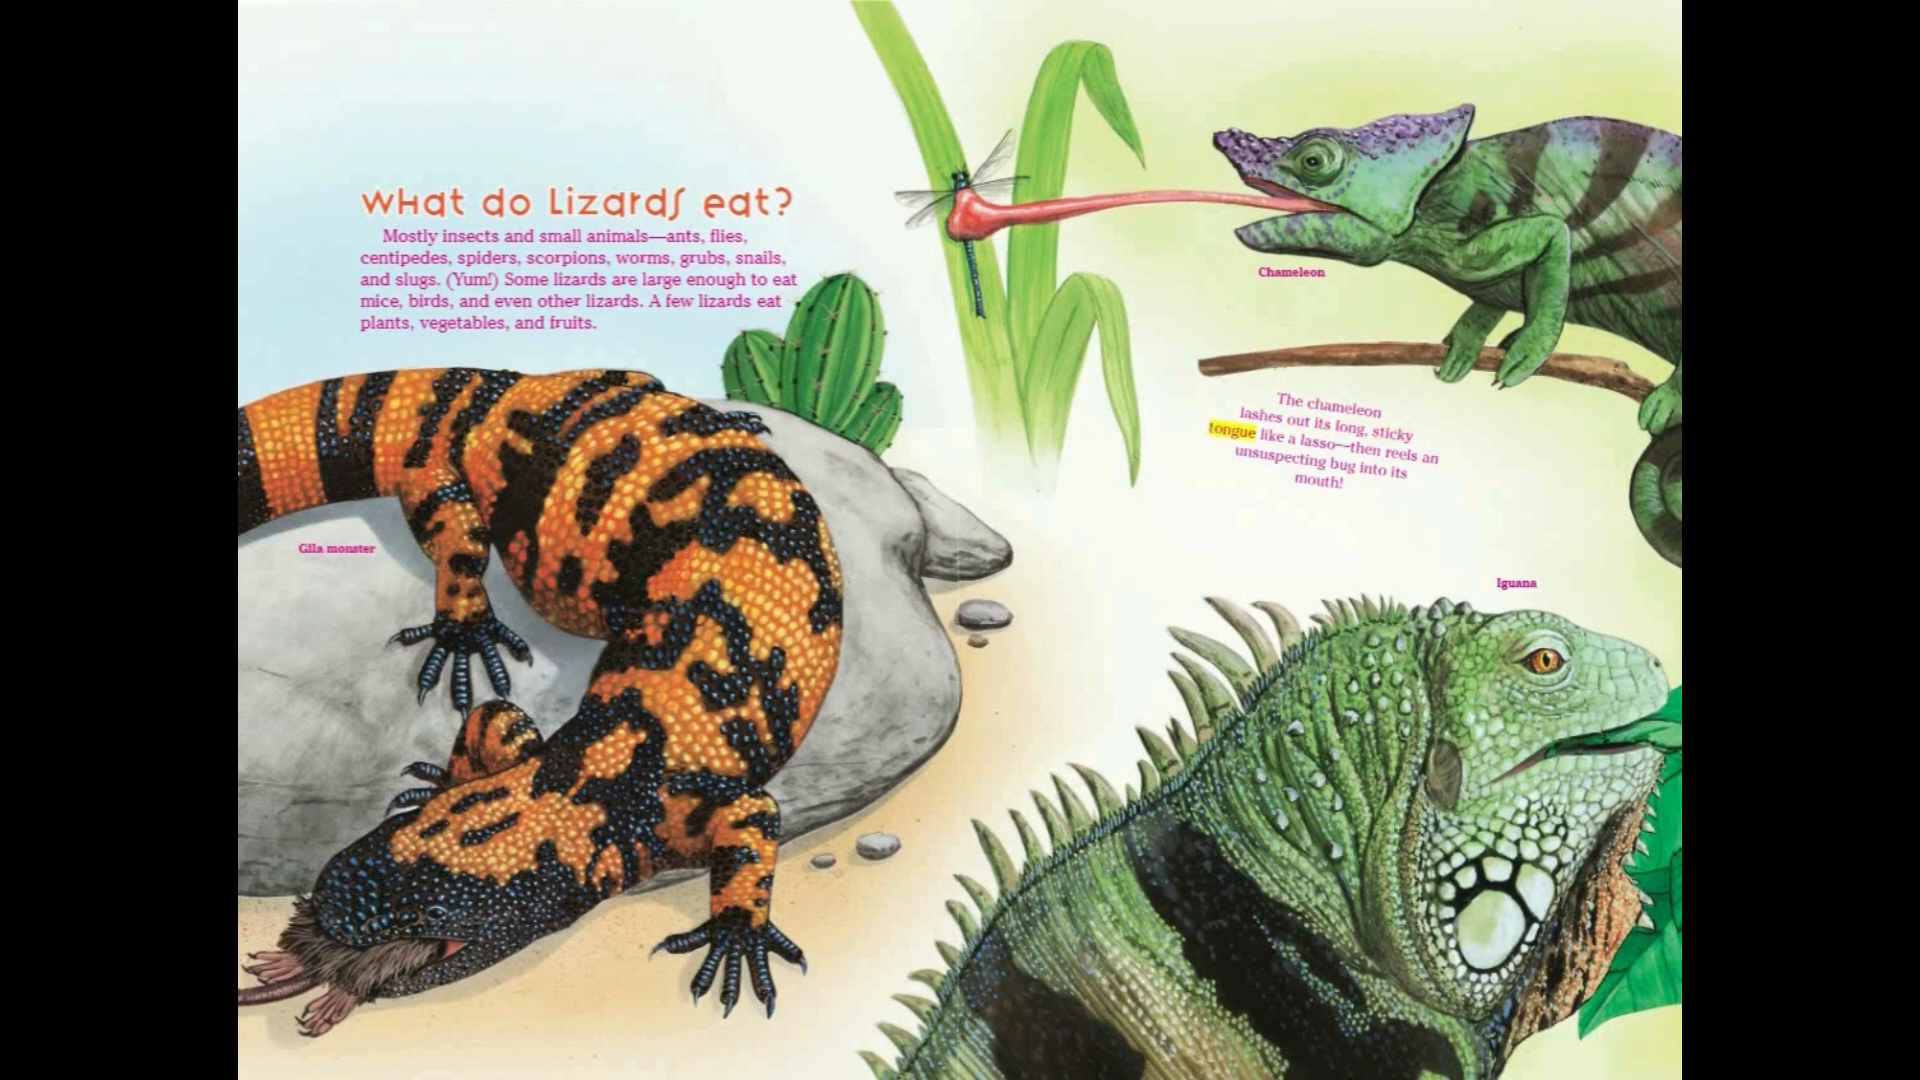 What do Lizards eat?
Mostly insects and small animals—ants, flies,
centipedes, spiders, scorpions, worms, grubs, snails,
and slugs. (Yum!) Some lizards are large enough to eat
mice, birds, and even other lizards. A few lizards eat
plants, vegetables, and fruits.
Chameleon
The chameleon
lashes out its long, sticky
tongue like a lasso—then reels an
unsuspecting bug into its
mouth!
Gila monster
Iguana